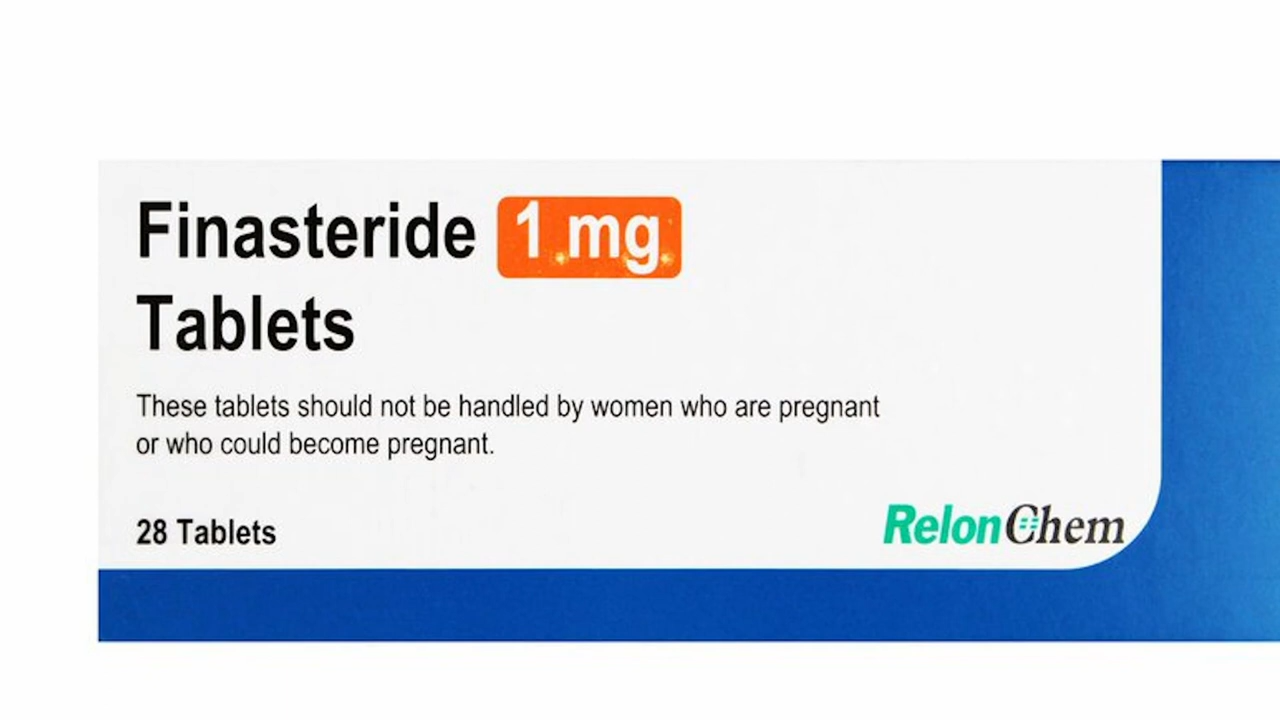 Finasteride 1 mg
Tablets
These tablets should not be handled by women who are pregnant
or who could become pregnant.
28 Tablets
RelonChem